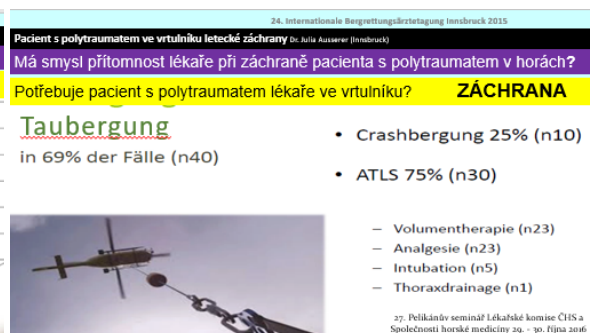 24. Internationale Bergrettungsärztetagung Innsbruck 2015
Pacient s polytraumatem ve vrtulníku letecké záchrany Dr. Julia Ausserer (Innsbruck)
Má smysl přítomnost lékaře při záchraně pacienta s polytraumatem v horách?
Potřebuje pacient s polytraumatem lékaře ve vrtulníku? ZÁCHRANA
Taubergung
in 69% der Fälle (n40)
• Crashbergung 25% (n10)
• ATLS 75% (n30)
– Volumentherapie (n23)
– Analgesie (n23)
– Intubation (n5)
– Thoraxdrainage (n1)
27. Pelikánův seminář Lékařské komise ČHS a
Společnosti horské medicíny 29. - 30. října 2016